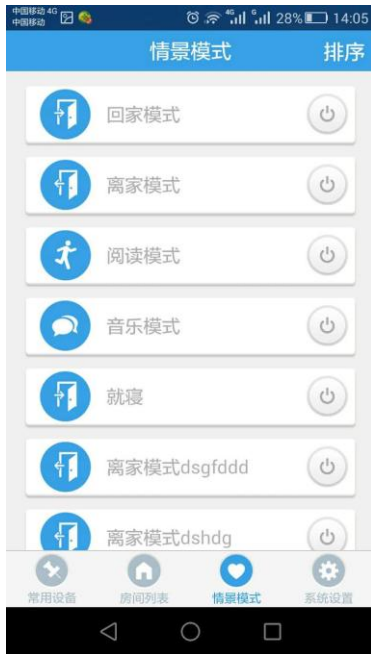 中国移动 4G
中国移动
4G
28%
14:05
情景模式
排序
回家模式
离家模式
阅读模式
音乐模式
就寝
离家模式dsgfddd
离家模式dshdg
常用设备
房间列表
情景模式
系统设置